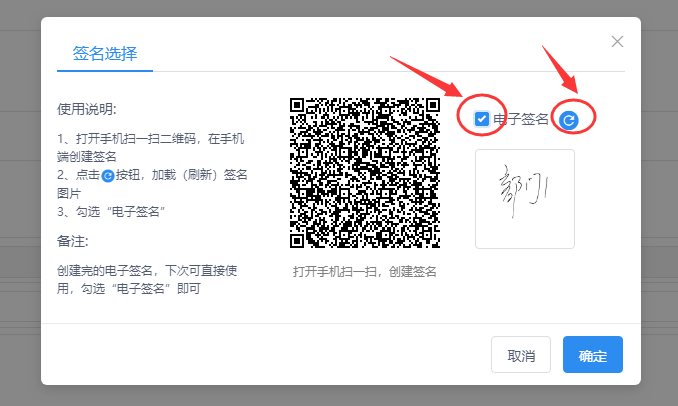 签名选择
使用说明:
1、打开手机扫一扫二维码，在手机
端创建签名
2、点击按钮，加载（刷新）签名
图片
3、勾选“电子签名”
备注:
创建完的电子签名，下次可直接使
用，勾选“电子签名”即可
打开手机扫一扫，创建签名
电子签名
部门1
取消
确定